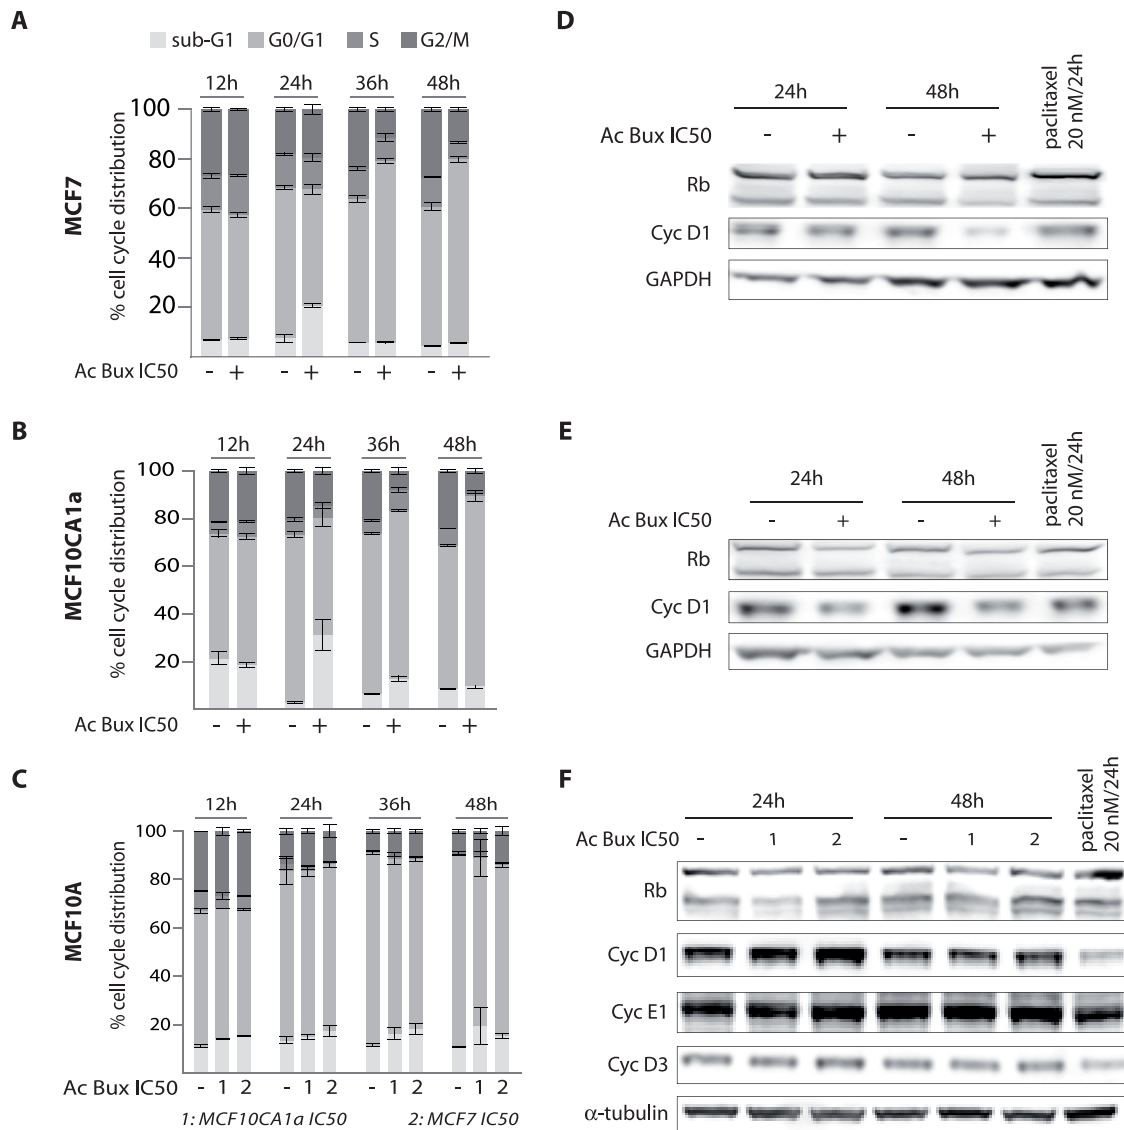 A
sub-G1 G0/G1 S G2/M
12h 24h 36h 48h
MCF7
% cell cycle distribution
100
80
60
40
20
Ac Bux IC50 - + - + - + - +
B
12h 24h 36h 48h
MCF10CA1a
% cell cycle distribution
100
80
60
40
20
Ac Bux IC50 - + - + - + - +
C
12h 24h 36h 48h
MCF10A
% cell cycle distribution
100
80
60
40
20
Ac Bux IC50 - 1 2 - 1 2 - 1 2 - 1 2
1: MCF10CA1a IC50 2: MCF7 IC50
D
24h 48h
paclitaxel
20 nM/24h
Ac Bux IC50 - + - +
Rb
Cyc D1
GAPDH
E
24h 48h
paclitaxel
20 nM/24h
Ac Bux IC50 - + - +
Rb
Cyc D1
GAPDH
F
24h 48h
paclitaxel
20 nM/24h
Ac Bux IC50 - 1 2 - 1 2
Rb
Cyc D1
Cyc E1
Cyc D3
α-tubulin